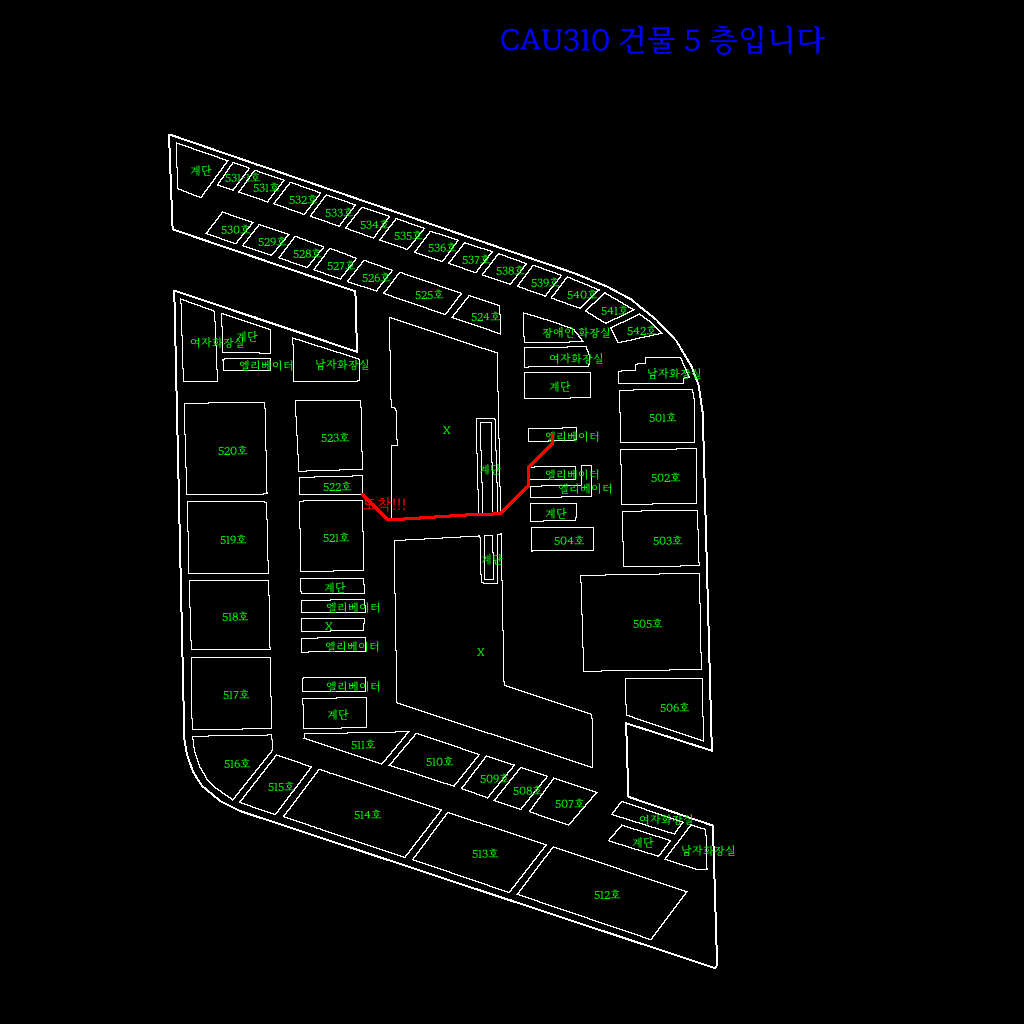 CAU310 건물 5 층입니다
계단
531호
532호
533호
534호
535호
536호
537호
538호
539호
540호
541호
542호
530호
529호
528호
527호
526호
525호
524호
장애인 화장실
여자화장실
계단
엘리베이터
남자화장실
여자화장실
계단
남자화장실
501호
520호
523호
X
엘리베이터
502호
계단
엘리베이터
엘리베이터
522호
도착!!!
계단
519호
521호
504호
503호
계단
계단
엘리베이터
518호
X
엘리베이터
505호
X
엘리베이터
517호
계단
506호
511호
516호
510호
515호
509호
508호
507호
514호
여자화장실
계단
남자화장실
513호
512호